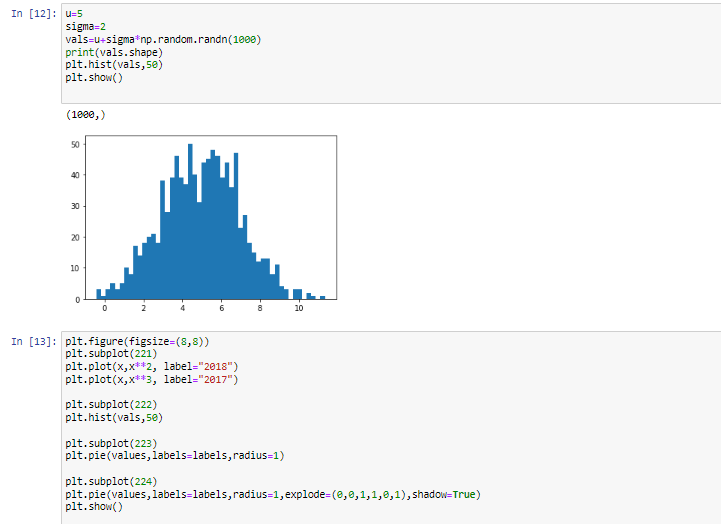 In [12]: u=5
sigma=2
vals=u+sigma*np.random.randn(1000)
print(vals.shape)
plt.hist(vals,50)
plt.show()
(1000,)
50
40
30
20
10
0
0 2 4 6 8 10
In [13]: plt.figure(figsize=(8,8))
plt.subplot(221)
plt.plot(x,x**2, label="2018")
plt.plot(x,x**3, label="2017")
plt.subplot(222)
plt.hist(vals,50)
plt.subplot(223)
plt.pie(values,labels=labels,radius=1)
plt.subplot(224)
plt.pie(values,labels=labels,radius=1,explode=(0,0,1,1,0,1),shadow=True)
plt.show()